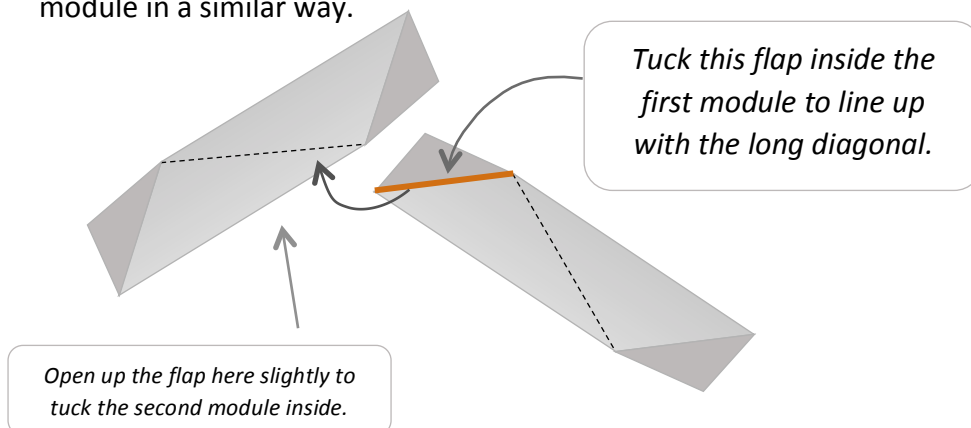 module in a similar way.
Tuck this flap inside the
first module to line up
with the long diagonal.
Open up the flap here slightly to
tuck the second module inside.